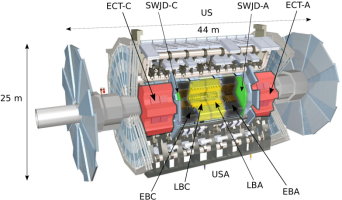 ECT-C
SWJD-C
US
SWJD-A
ECT-A
44 m
25 m
EBC
LBC
USA
LBA
EBA